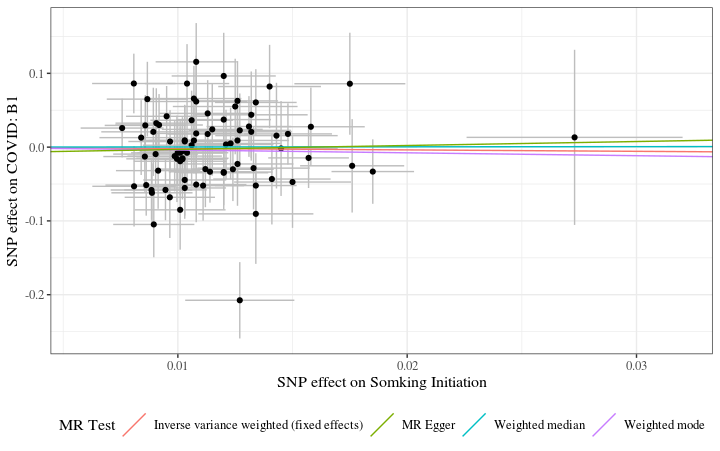 SNP effect on COVID: B1
0.1
0.0
-0.1
-0.2
0.01
0.02
0.03
SNP effect on Somking Initiation
MR Test
Inverse variance weighted (fixed effects)
MR Egger
Weighted median
Weighted mode